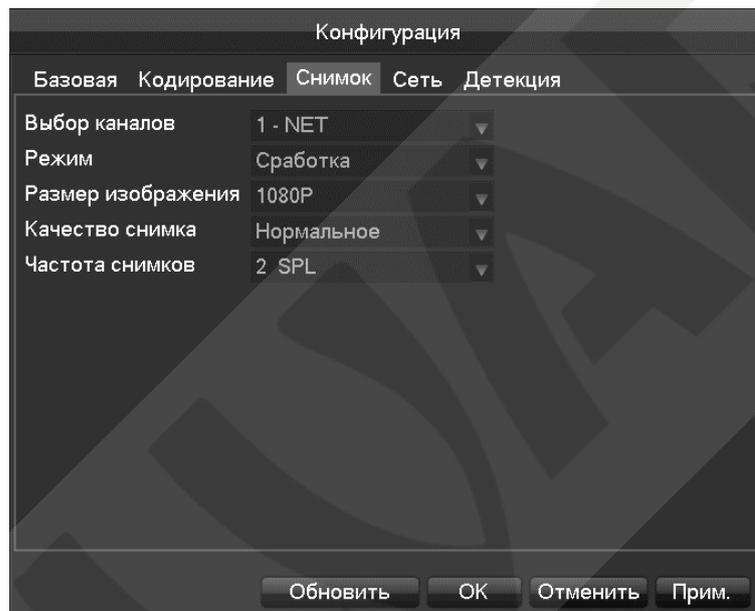 Конфигурация
Базовая Кодирование Снимок Сеть Детекция
Выбор каналов 1 - NET
Режим Сработка
Размер изображения 1080P
Качество снимка Нормальное
Частота снимков 2 SPL
Обновить OK Отменить Прим.